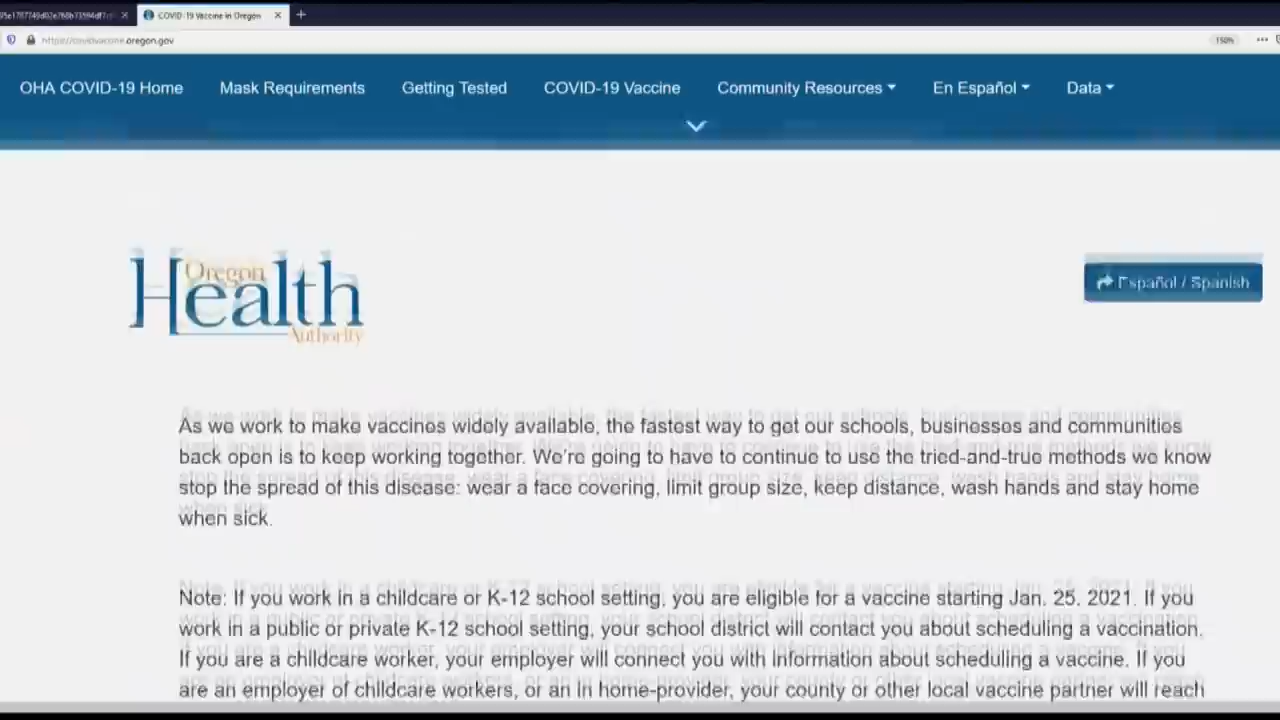 COVID-19 Vaccine in Oregon
https://covidvaccine.oregon.gov
150%
OHA COVID-19 Home Mask Requirements Getting Tested COVID-19 Vaccine Community Resources En Español Data
Oregon
Health
Authority
Español / Spanish
As we work to make vaccines widely available, the fastest way to get our schools, businesses and communities
back open is to keep working together. We're going to have to continue to use the tried-and-true methods we know
stop the spread of this disease: wear a face covering, limit group size, keep distance, wash hands and stay home
when sick.
Note: If you work in a childcare or K-12 school setting, you are eligible for a vaccine starting Jan. 25, 2021. If you
work in a public or private K-12 school setting, your school district will contact you about scheduling a vaccination.
If you are a childcare worker, your employer will connect you with information about scheduling a vaccine. If you
are an employer of childcare workers, or an in home-provider, your county or other local vaccine partner will reach